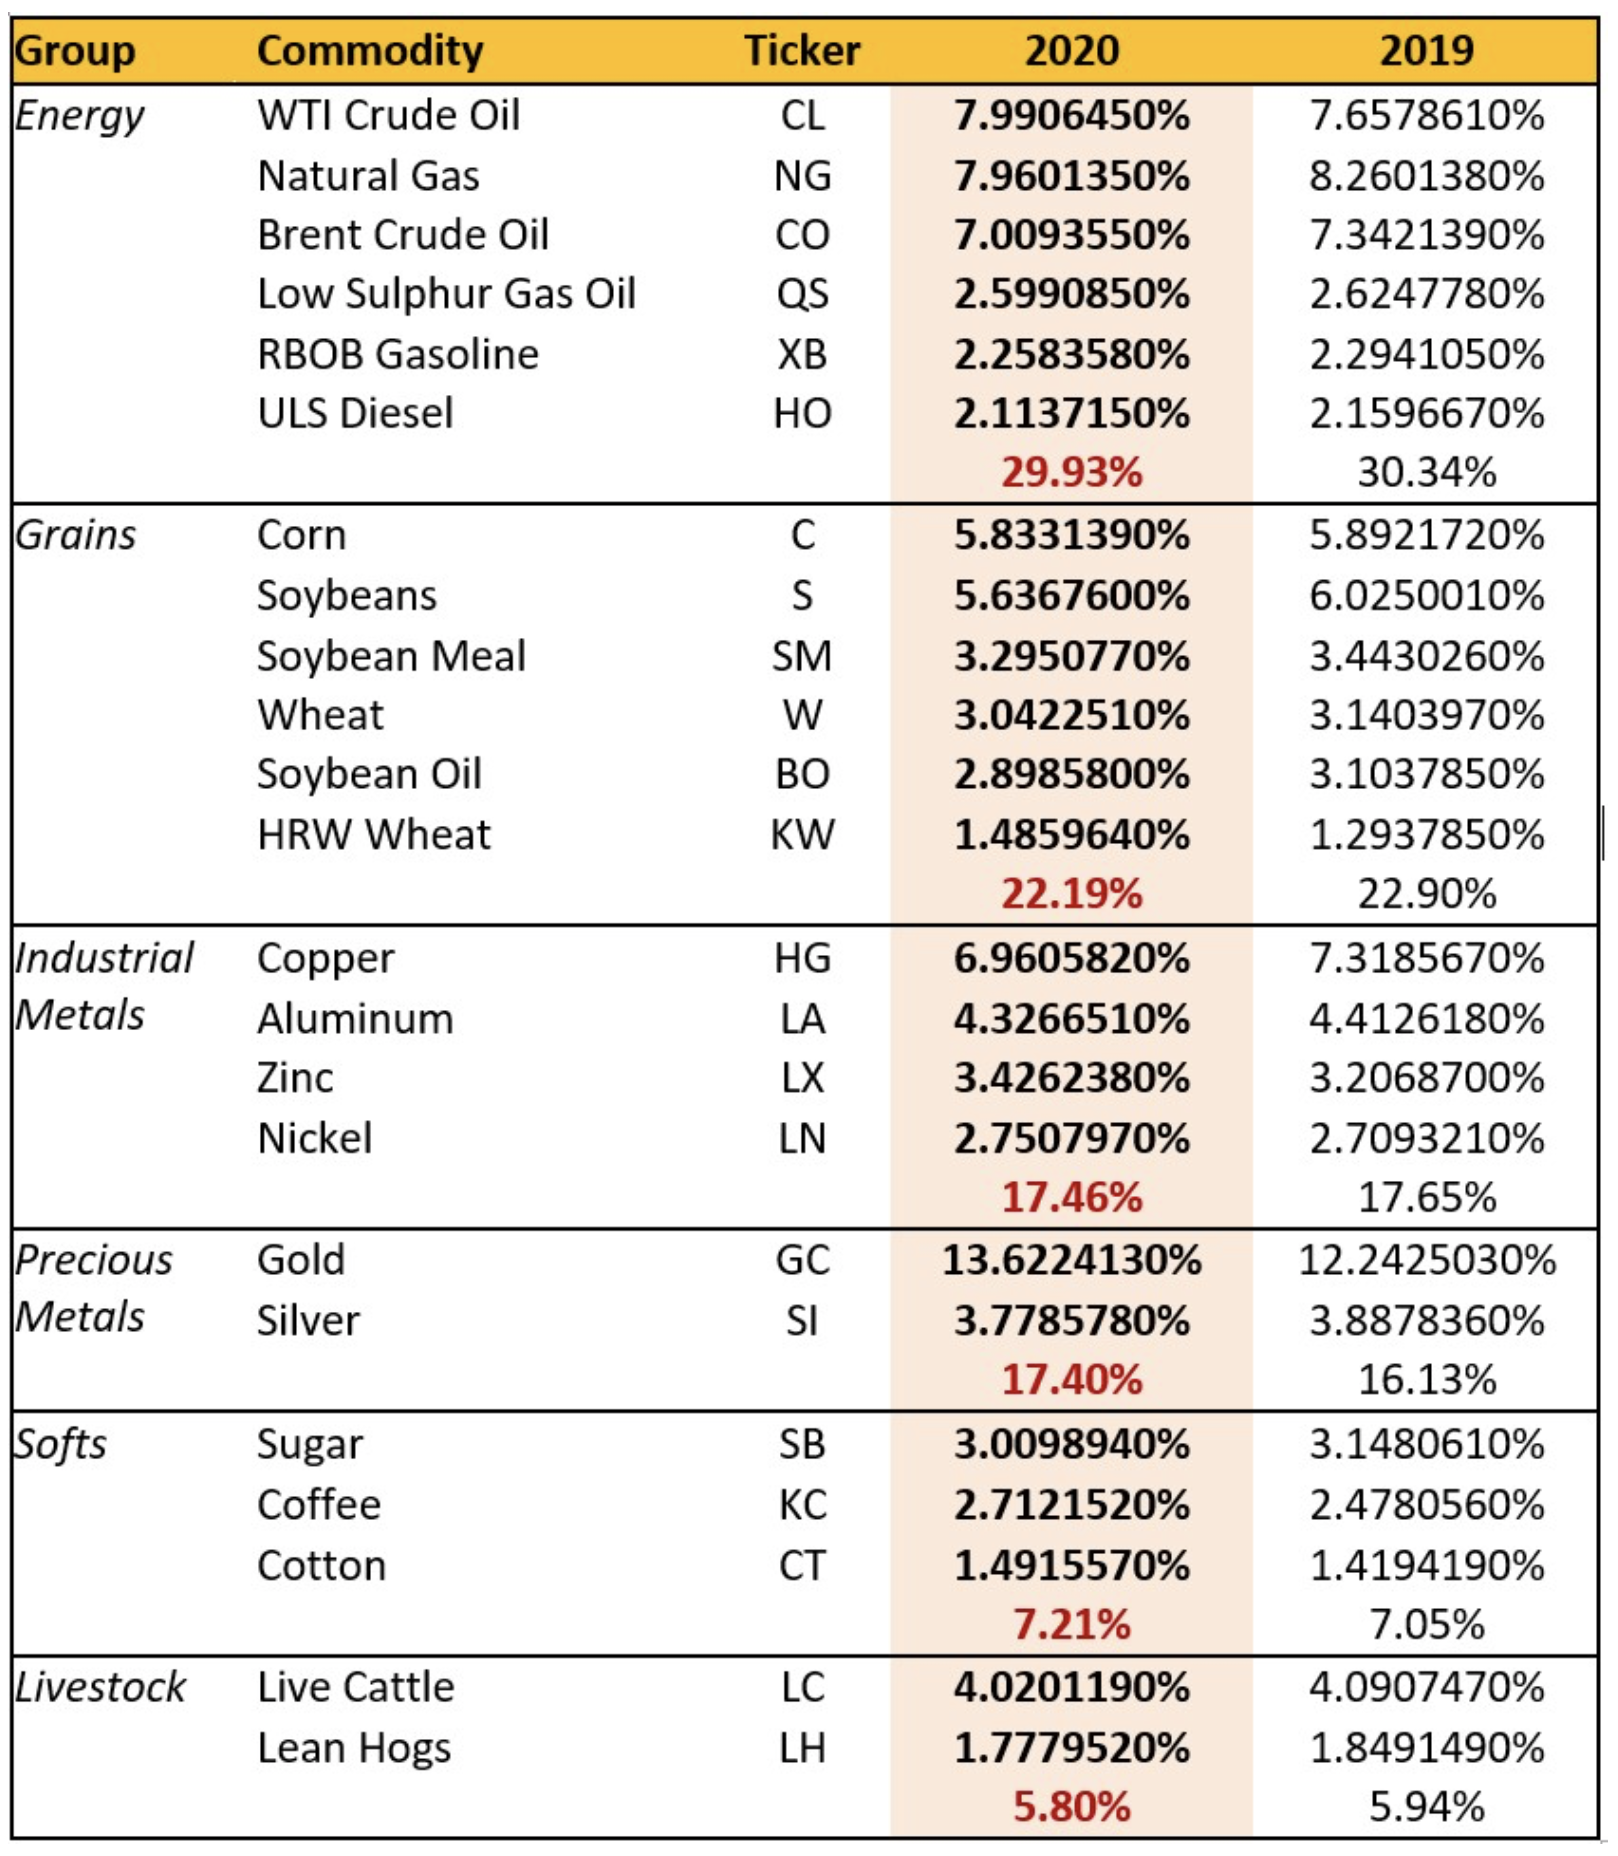 Group Commodity Ticker 2020 2019
Energy WTI Crude Oil CL 7.9906450% 7.6578610%
Natural Gas NG 7.9601350% 8.2601380%
Brent Crude Oil CO 7.0093550% 7.3421390%
Low Sulphur Gas Oil QS 2.5990850% 2.6247780%
RBOB Gasoline XB 2.2583580% 2.2941050%
ULS Diesel HO 2.1137150% 2.1596670%
29.93% 30.34%
Grains Corn C 5.8331390% 5.8921720%
Soybeans S 5.6367600% 6.0250010%
Soybean Meal SM 3.2950770% 3.4430260%
Wheat W 3.0422510% 3.1403970%
Soybean Oil BO 2.8985800% 3.1037850%
HRW Wheat KW 1.4859640% 1.2937850%
22.19% 22.90%
Industrial Copper HG 6.9605820% 7.3185670%
Metals Aluminum LA 4.3266510% 4.4126180%
Zinc LX 3.4262380% 3.2068700%
Nickel LN 2.7507970% 2.7093210%
17.46% 17.65%
Precious Gold GC 13.6224130% 12.2425030%
Metals Silver SI 3.7785780% 3.8878360%
17.40% 16.13%
Softs Sugar SB 3.0098940% 3.1480610%
Coffee KC 2.7121520% 2.4780560%
Cotton CT 1.4915570% 1.4194190%
7.21% 7.05%
Livestock Live Cattle LC 4.0201190% 4.0907470%
Lean Hogs LH 1.7779520% 1.8491490%
5.80% 5.94%